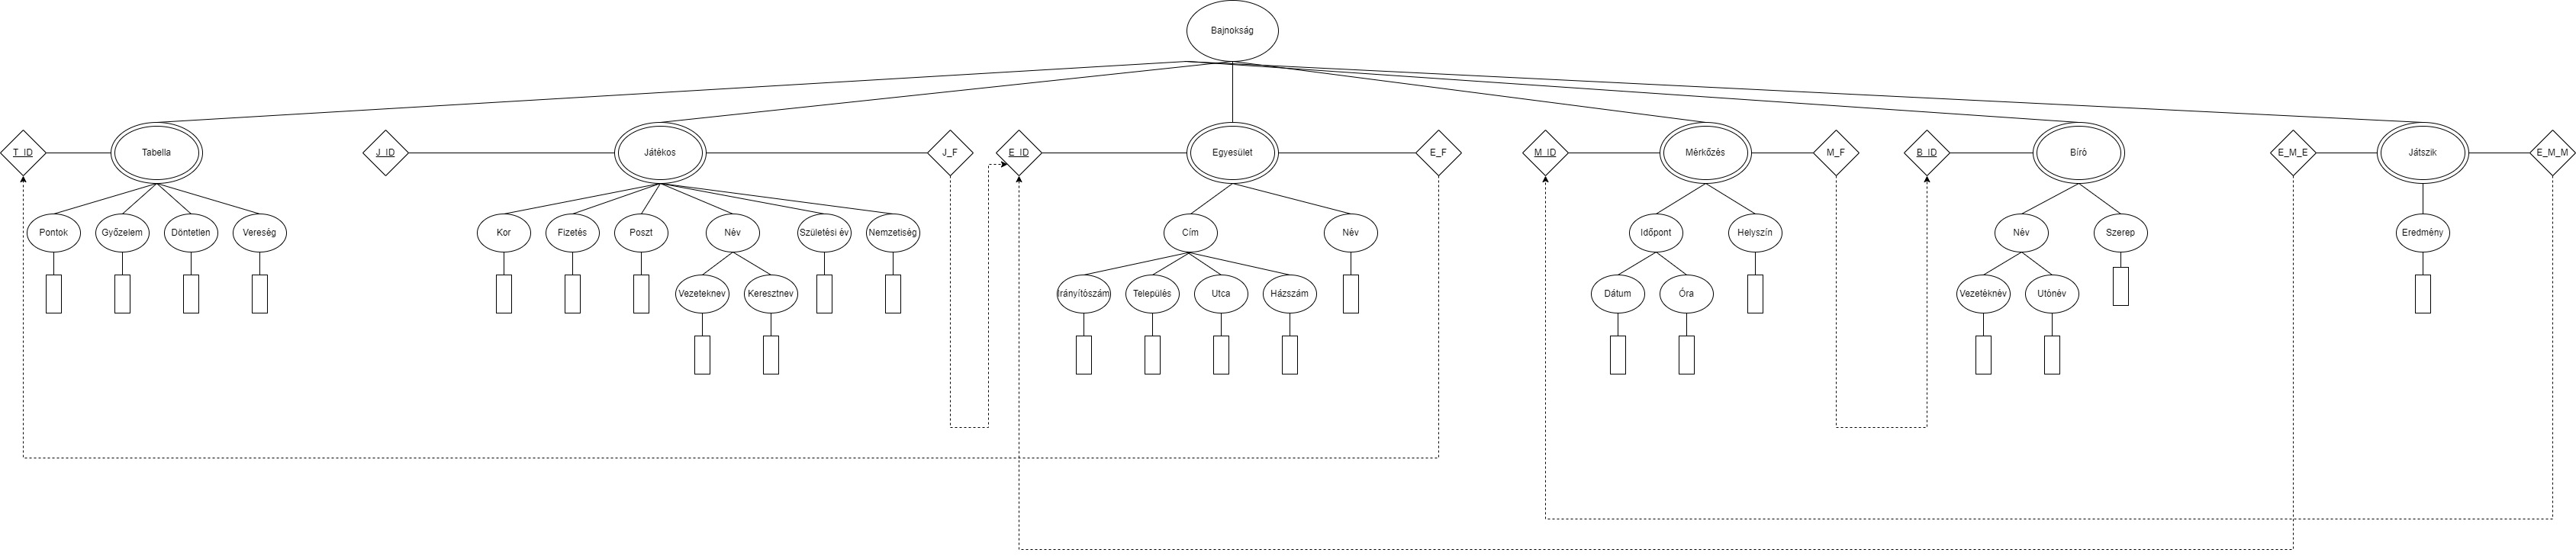 Bajnokság
T_ID
Tabella
J_ID
Játékos
J_F
E_ID
Egyesület
E_F
M_ID
Mérkőzés
M_F
B_ID
Bíró
E_M_E
Játszik
E_M_M
Pontok
Győzelem
Döntetlen
Vereség
Kor
Fizetés
Poszt
Név
Születési év
Nemzetiség
Cím
Név
Időpont
Helyszín
Név
Szerep
Eredmény
Vezeteknev
Keresztnev
Irányítószám
Település
Utca
Házszám
Dátum
Óra
Vezetéknév
Utónév